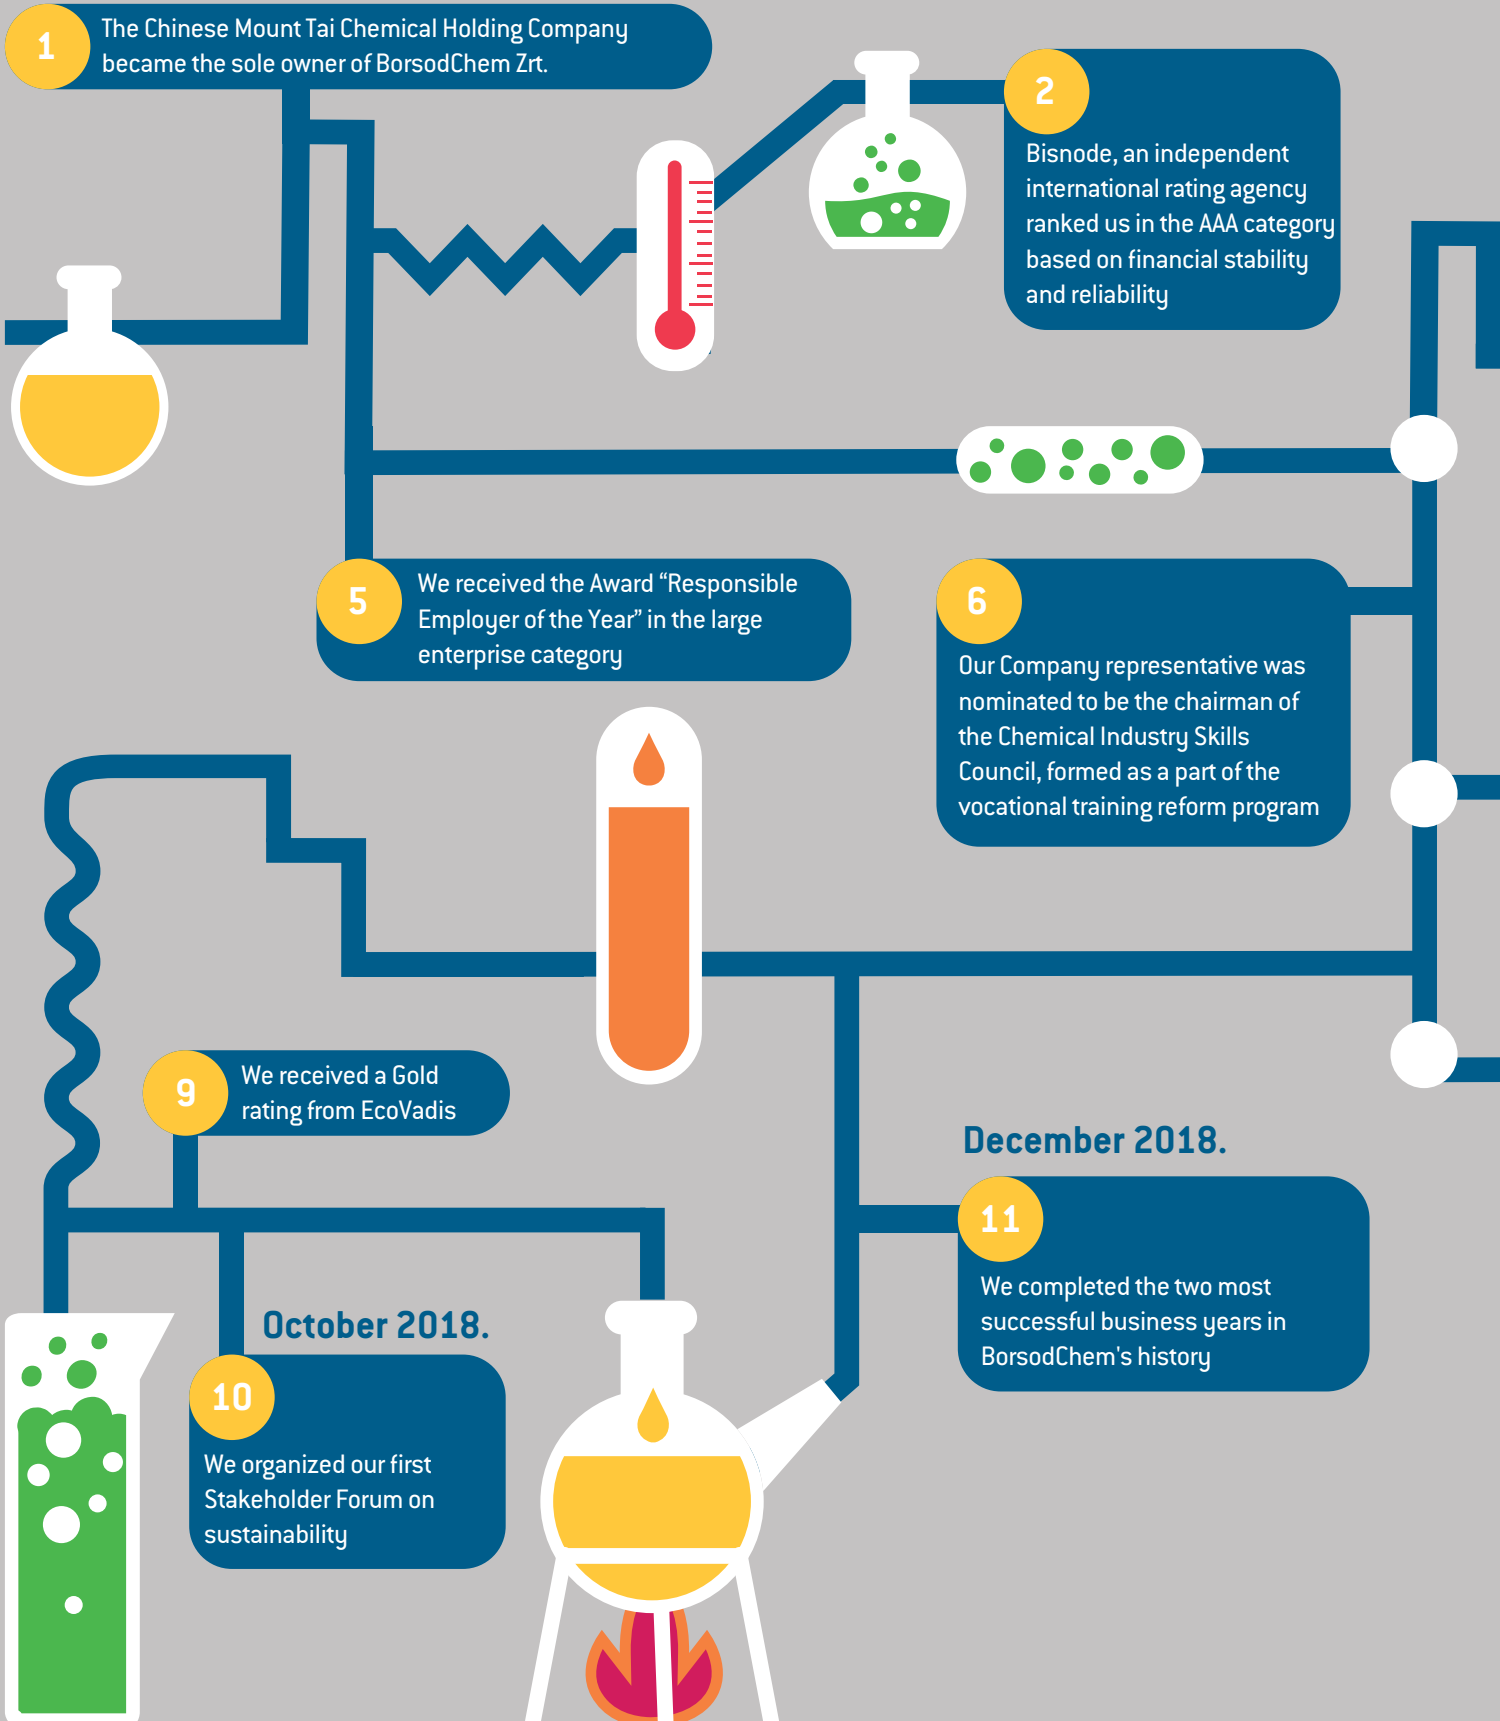 1
The Chinese Mount Tai Chemical Holding Company
became the sole owner of BorsodChem Zrt.
2
Bisnode, an independent
international rating agency
ranked us in the AAA category
based on financial stability
and reliability
5
We received the Award “Responsible
Employer of the Year” in the large
enterprise category
6
Our Company representative was
nominated to be the chairman of
the Chemical Industry Skills
Council, formed as a part of the
vocational training reform program
9
We received a Gold
rating from EcoVadis
October 2018.
10
We organized our first
Stakeholder Forum on
sustainability
December 2018.
11
We completed the two most
successful business years in
BorsodChem's history